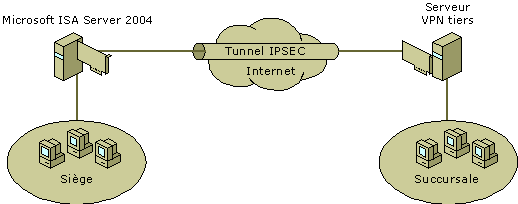 Microsoft ISA Server 2004
Serveur
VPN tiers
Tunnel IPSEC
Internet
Siège
Succursale